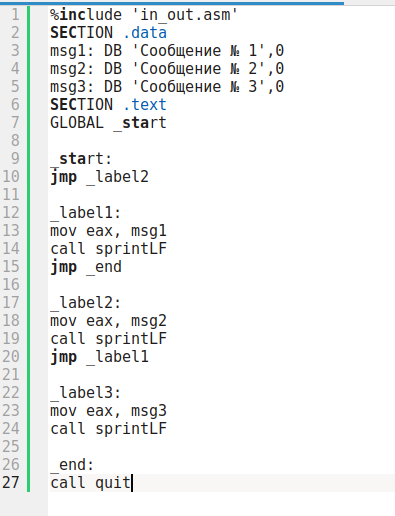 1 %include 'in_out.asm'
2 SECTION .data
3 msg1: DB 'Сообщение № 1',0
4 msg2: DB 'Сообщение № 2',0
5 msg3: DB 'Сообщение № 3',0
6 SECTION .text
7 GLOBAL _start
8
9 _start:
10 jmp _label2
11
12 _label1:
13 mov eax, msg1
14 call sprintLF
15 jmp _end
16
17 _label2:
18 mov eax, msg2
19 call sprintLF
20 jmp _label1
21
22 _label3:
23 mov eax, msg3
24 call sprintLF
25
26 _end:
27 call quit